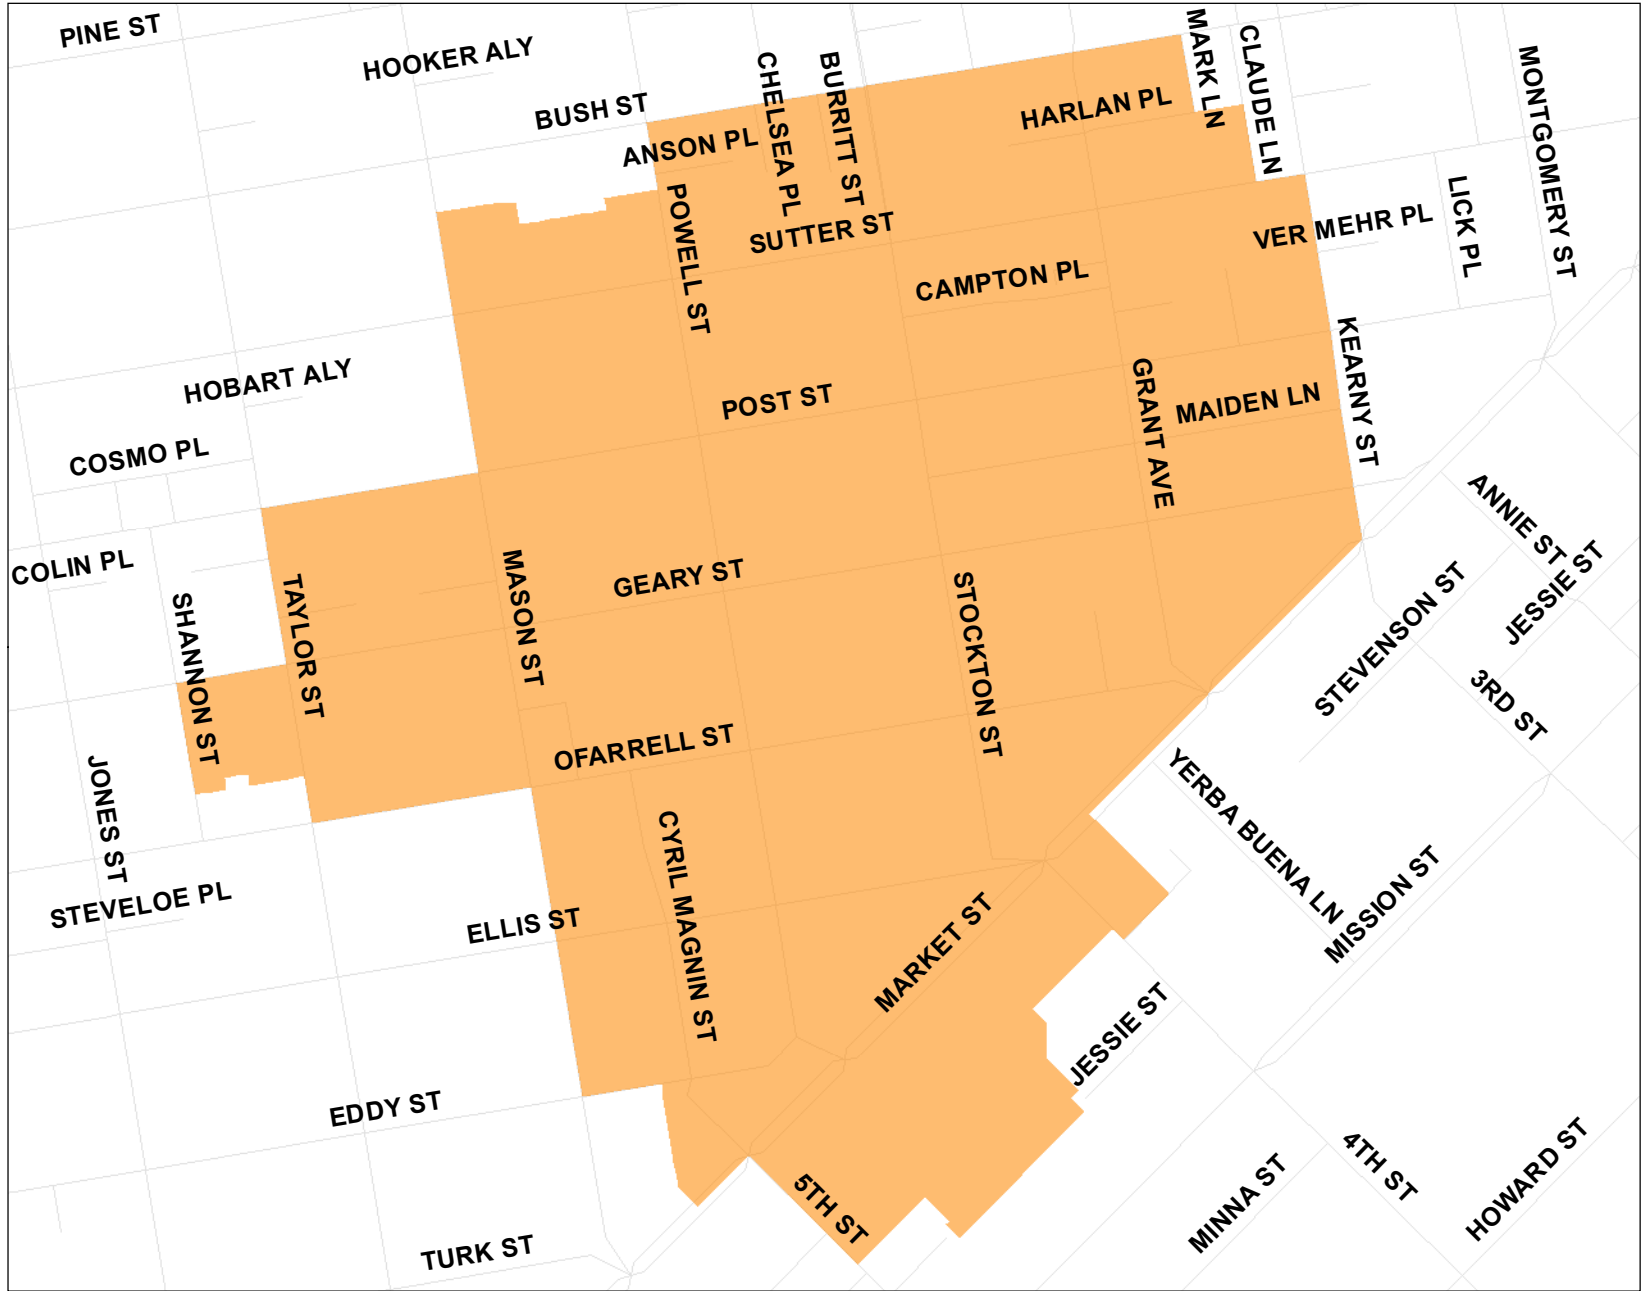 PINE ST
HOOKER ALY
BUSH ST
ANSON PL
CHELSEA PL
BURRITT ST
HARLAN PL
MARK LN
CLAUDE LN
MONTGOMERY ST
POWELL ST
SUTTER ST
VER MEHR PL
LICK PL
CAMPTON PL
HOBART ALY
POST ST
GRANT AVE
MAIDEN LN
KEARNY ST
COSMO PL
COLIN PL
SHANNON ST
TAYLOR ST
MASON ST
GEARY ST
STOCKTON ST
ANNIE ST
JESSIE ST
STEVENSON ST
3RD ST
JONES ST
OFARRELL ST
YERBA BUENA LN
MISSION ST
STEVELOE PL
ELLIS ST
CYRIL MAGNIN ST
MARKET ST
JESSIE ST
EDDY ST
5TH ST
4TH ST
MINNA ST
HOWARD ST
TURK ST